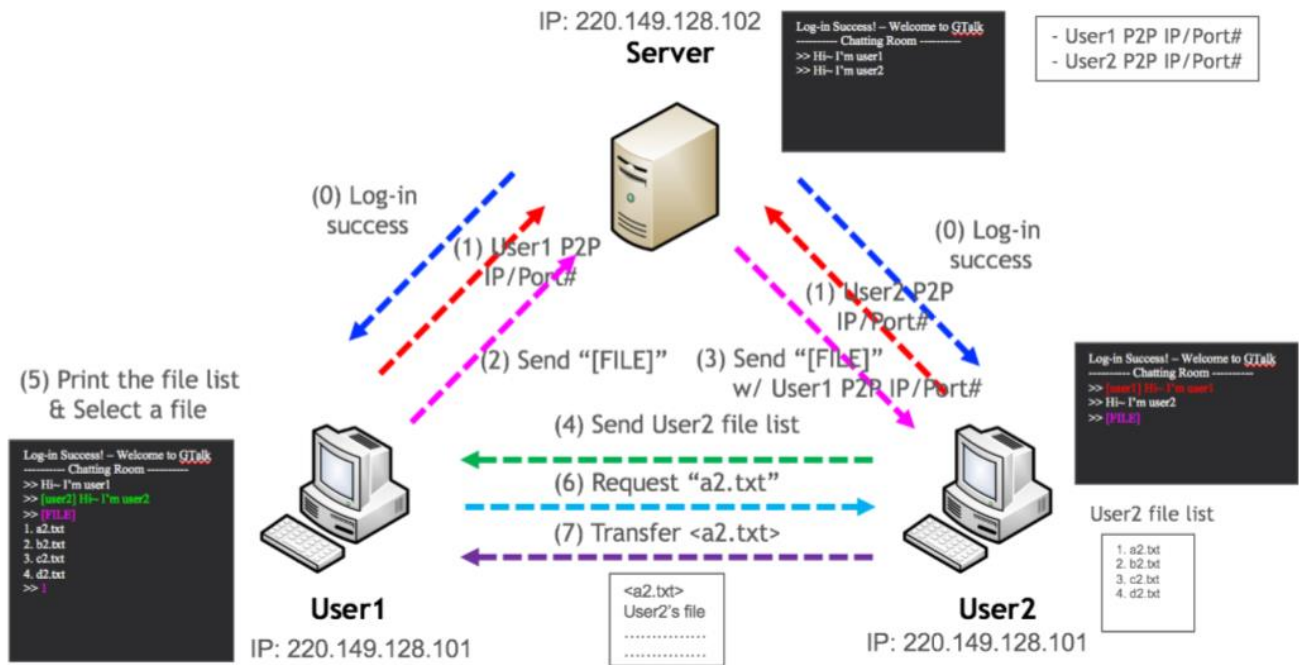 IP: 220.149.128.102
Server
Log-in Success! – Welcome to GTalk
----------- Chatting Room -----------
>> Hi~ I'm user1
>> Hi~ I'm user2
- User1 P2P IP/Port#
- User2 P2P IP/Port#
(0) Log-in
success
(1) User1 P2P
IP/Port#
(2) Send "[FILE]"
(0) Log-in
success
(1) User2 P2P
IP/Port#
(3) Send "[FILE]"
w/ User1 P2P IP/Port#
(5) Print the file list
& Select a file
Log-in Success! – Welcome to GTalk
----------- Chatting Room -----------
>> Hi~ I'm user1
>> [user2] Hi~ I'm user2
>> [FILE]
1. a2.txt
2. b2.txt
3. c2.txt
4. d2.txt
>> 1
(4) Send User2 file list
(6) Request "a2.txt"
(7) Transfer <a2.txt>
Log-in Success! – Welcome to GTalk
----------- Chatting Room -----------
>> [user1] Hi~ I'm user1
>> Hi~ I'm user2
>> [FILE]
User2 file list
1. a2.txt
2. b2.txt
3. c2.txt
4. d2.txt
<a2.txt>
User2's file
................
................
User1
IP: 220.149.128.101
User2
IP: 220.149.128.101